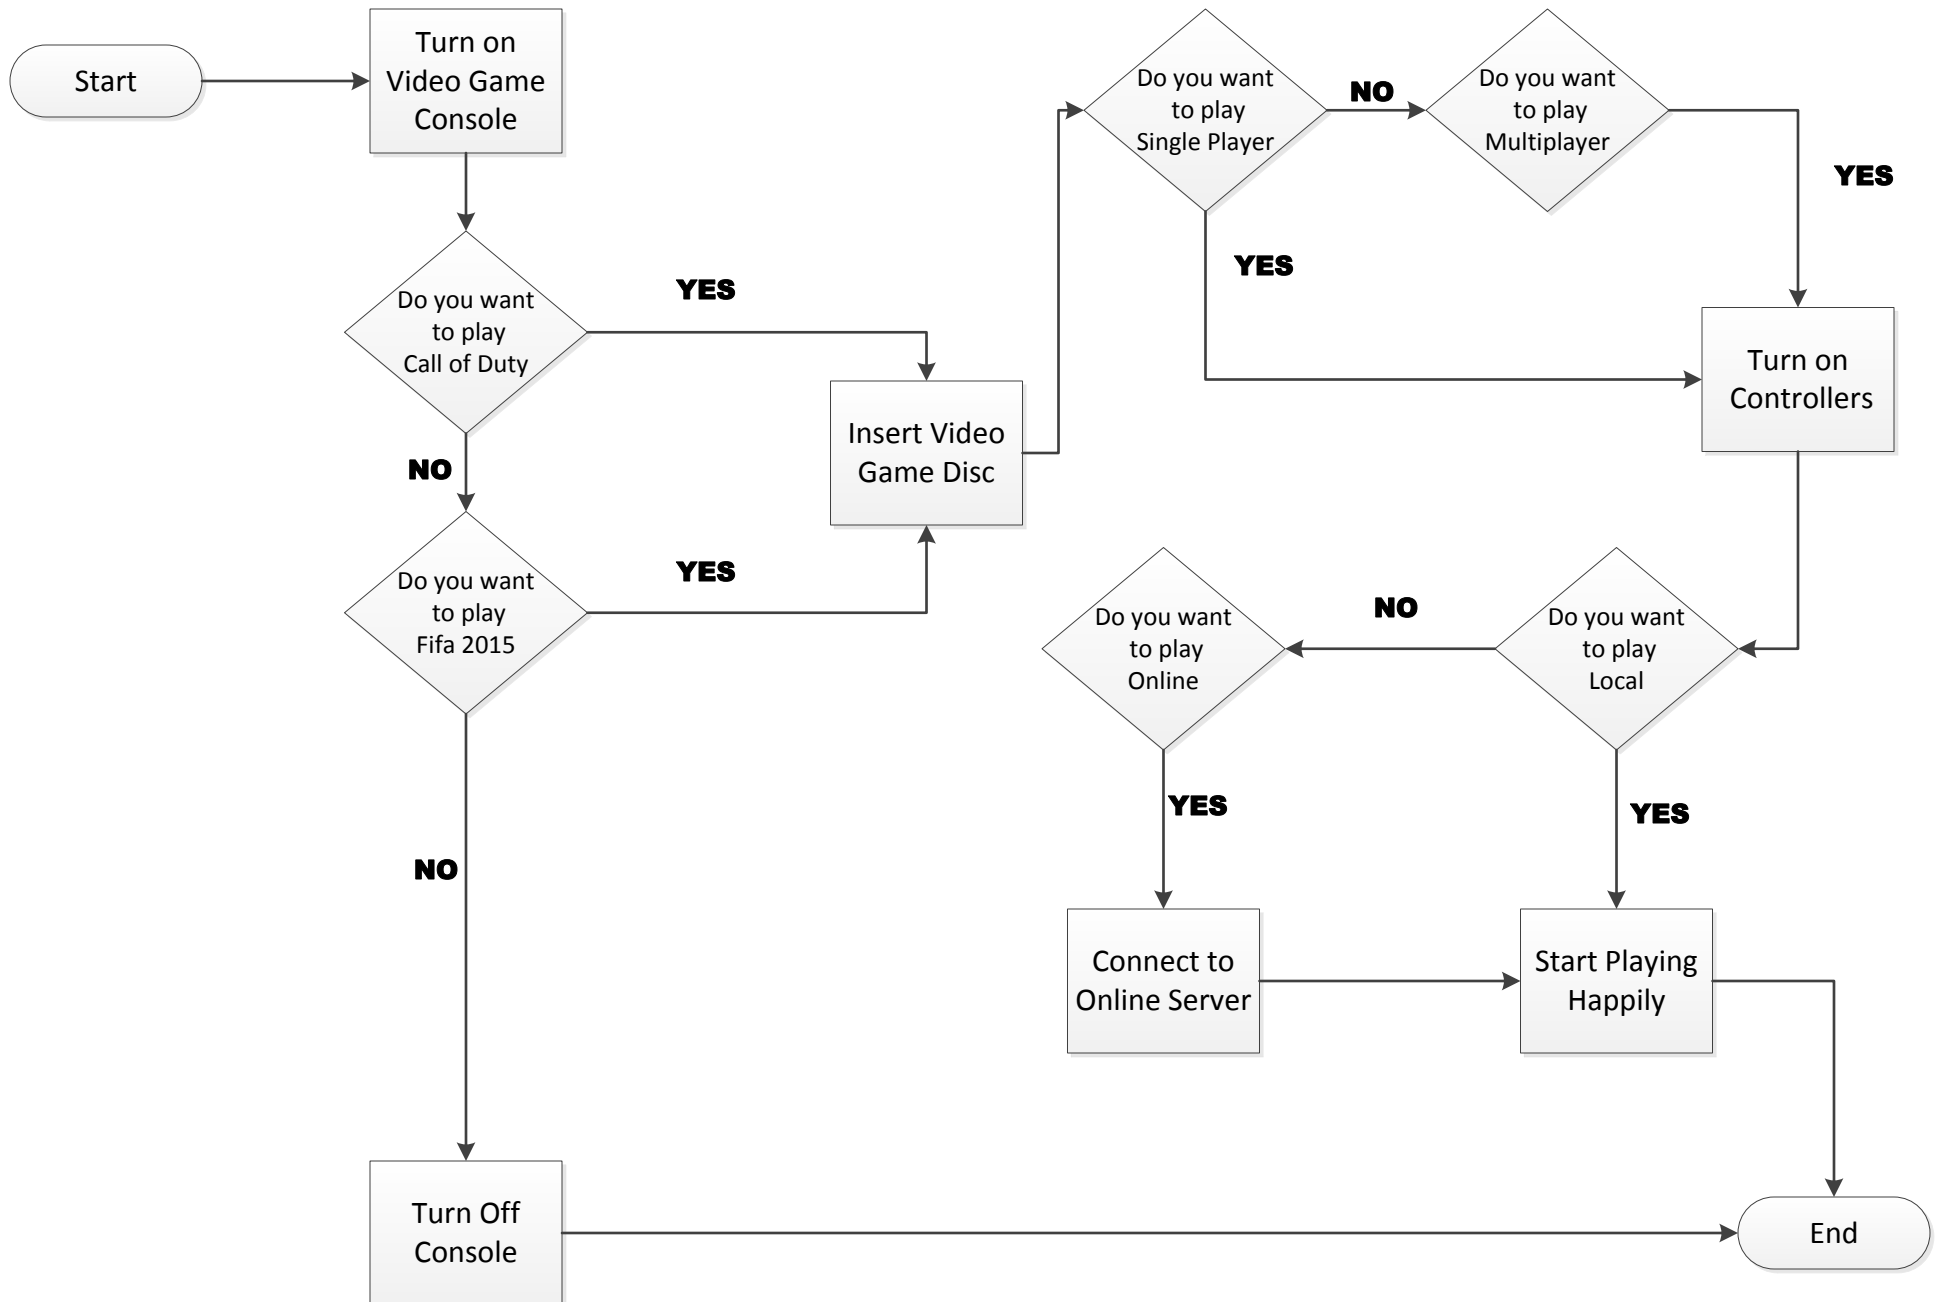 Start
Turn on
Video Game
Console
Do you want
to play
Call of Duty
YES
NO
Do you want
to play
Fifa 2015
YES
NO
Turn Off
Console
Insert Video
Game Disc
Do you want
to play
Single Player
NO
YES
Do you want
to play
Multiplayer
YES
Turn on
Controllers
Do you want
to play
Local
NO
YES
Do you want
to play
Online
YES
Connect to
Online Server
Start Playing
Happily
End